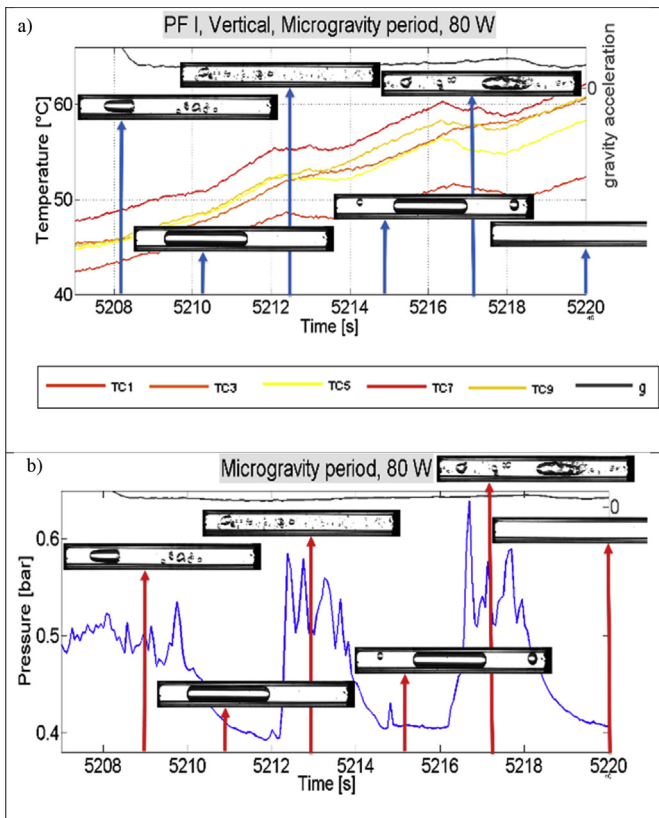 a)
PF I, Vertical, Microgravity period, 80 W
60
50
40
Temperature [°C]
0
gravity acceleration
5208 5210 5212 5214 5216 5218 5220
Time [s]
TC1 TC3 TC5 TC7 TC9 g
b)
Microgravity period, 80 W
0.6
0.5
0.4
Pressure [bar]
0
5208 5210 5212 5214 5216 5218 5220
Time [s]